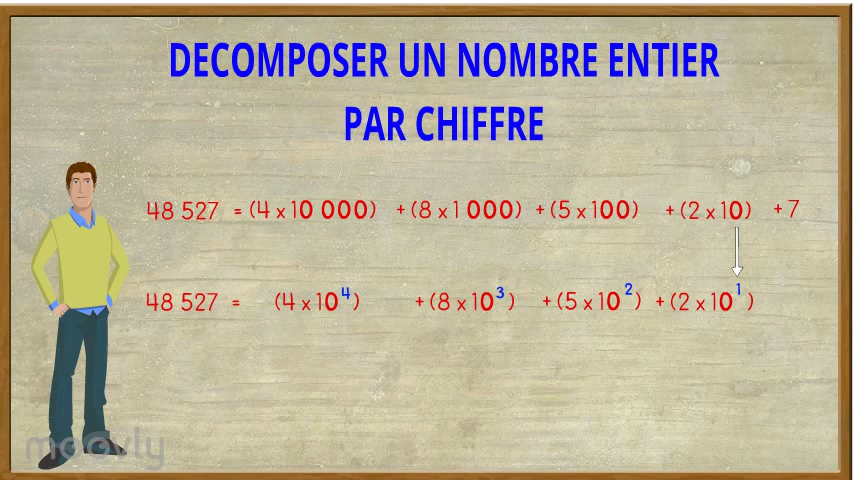 DECOMPOSER UN NOMBRE ENTIER
PAR CHIFFRE
48 527 = (4 x 10 000) + (8 x 1 000) + (5 x 100) + (2 x 10) + 7
48 527 = (4 x 10⁴) + (8 x 10³) + (5 x 10²) + (2 x 10¹)
moovly